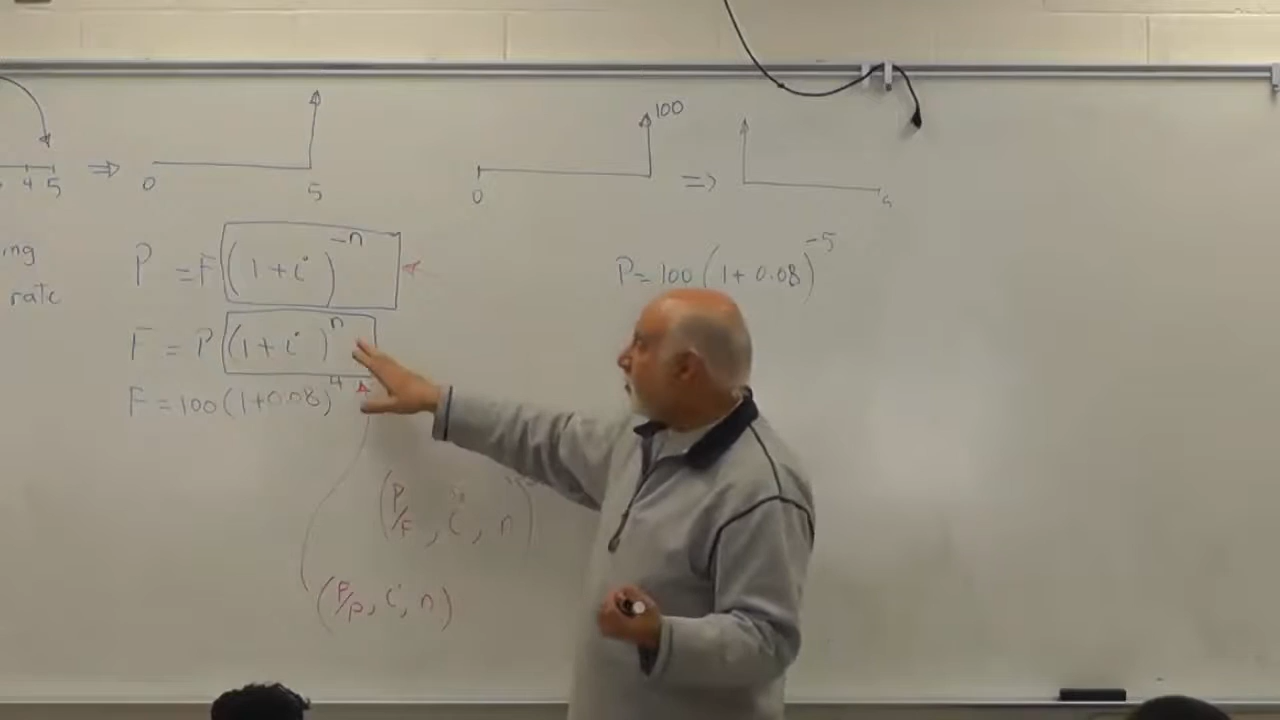 4 5
⇒
0
5
0
100
⇒
ing
rate
P = F(1+i)^-n
F = P(1+i)^n
F = 100(1+0.08)^4
P = 100(1+0.08)^-5
(P/F, i, n)
(F/P, i, n)